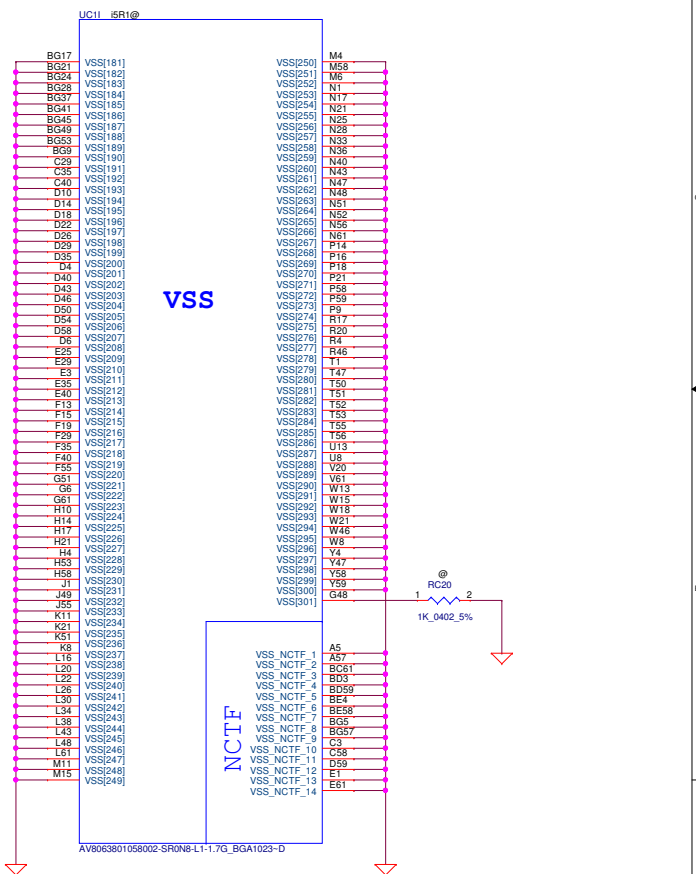 UC1I i5R1@
BG17 VSS[181]
BG21 VSS[182]
BG24 VSS[183]
BG28 VSS[184]
BG37 VSS[185]
BG41 VSS[186]
BG45 VSS[187]
BG49 VSS[188]
BG53 VSS[189]
BG9 VSS[190]
C29 VSS[191]
C35 VSS[192]
C40 VSS[193]
D10 VSS[194]
D14 VSS[195]
D18 VSS[196]
D22 VSS[197]
D26 VSS[198]
D29 VSS[199]
D35 VSS[200]
D4 VSS[201]
D40 VSS[202]
D43 VSS[203]
D46 VSS[204]
D50 VSS[205]
D54 VSS[206]
D58 VSS[207]
D6 VSS[208]
E25 VSS[209]
E29 VSS[210]
E3 VSS[211]
E35 VSS[212]
E40 VSS[213]
F13 VSS[214]
F15 VSS[215]
F19 VSS[216]
F29 VSS[217]
F35 VSS[218]
F40 VSS[219]
F55 VSS[220]
G51 VSS[221]
G6 VSS[222]
G61 VSS[223]
H10 VSS[224]
H14 VSS[225]
H17 VSS[226]
H21 VSS[227]
H4 VSS[228]
H53 VSS[229]
H58 VSS[230]
J1 VSS[231]
J49 VSS[232]
J55 VSS[233]
K11 VSS[234]
K21 VSS[235]
K51 VSS[236]
K8 VSS[237]
L16 VSS[238]
L20 VSS[239]
L22 VSS[240]
L26 VSS[241]
L30 VSS[242]
L34 VSS[243]
L38 VSS[244]
L43 VSS[245]
L48 VSS[246]
L61 VSS[247]
M11 VSS[248]
M15 VSS[249]
VSS
VSS[250] M4
VSS[251] M58
VSS[252] M6
VSS[253] N1
VSS[254] N17
VSS[255] N21
VSS[256] N25
VSS[257] N28
VSS[258] N33
VSS[259] N36
VSS[260] N40
VSS[261] N43
VSS[262] N47
VSS[263] N48
VSS[264] N51
VSS[265] N52
VSS[266] N56
VSS[267] N61
VSS[268] P14
VSS[269] P16
VSS[270] P18
VSS[271] P21
VSS[272] P58
VSS[273] P59
VSS[274] P9
VSS[275] R17
VSS[276] R20
VSS[277] R4
VSS[278] R46
VSS[279] T1
VSS[280] T47
VSS[281] T50
VSS[282] T51
VSS[283] T52
VSS[284] T53
VSS[285] T55
VSS[286] T56
VSS[287] U13
VSS[288] U8
VSS[289] V20
VSS[290] V61
VSS[291] W13
VSS[292] W15
VSS[293] W18
VSS[294] W21
VSS[295] W46
VSS[296] W8
VSS[297] Y4
VSS[298] Y47
VSS[299] Y58
VSS[300] Y59
VSS[301] G48
@
RC20
1 2
1K_0402_5%
NCTF
VSS_NCTF_1 A5
VSS_NCTF_2 A57
VSS_NCTF_3 BC61
VSS_NCTF_4 BD3
VSS_NCTF_5 BD59
VSS_NCTF_6 BE4
VSS_NCTF_7 BE58
VSS_NCTF_8 BG5
VSS_NCTF_9 BG57
VSS_NCTF_10 C3
VSS_NCTF_11 C58
VSS_NCTF_12 D59
VSS_NCTF_13 E1
VSS_NCTF_14 E61
AV8063801058002-SR0N8-L1-1.7G_BGA1023~D